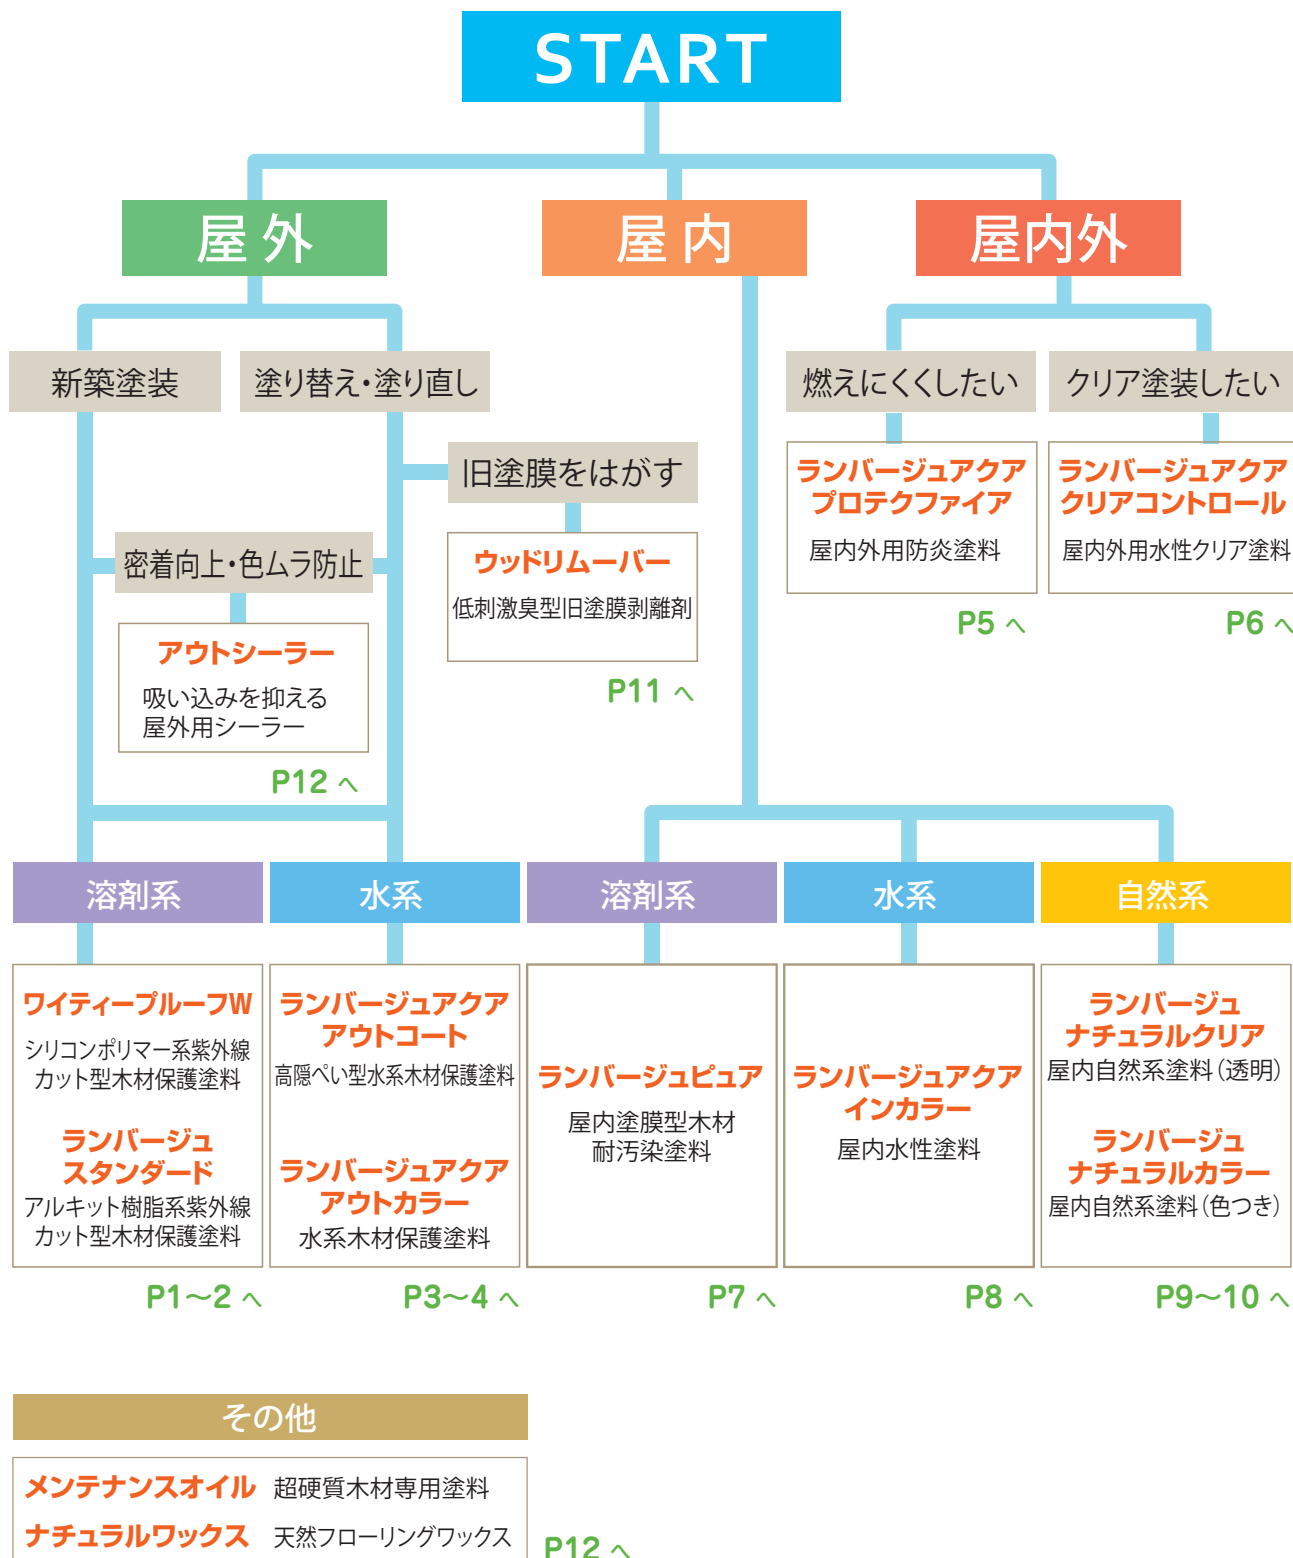 START
屋外
屋内
屋内外
新築塗装
塗り替え・塗り直し
燃えにくくしたい
クリア塗装したい
旧塗膜をはがす
ランバージュアクア
プロテクファイア
屋内外用防炎塗料
P5 へ
ランバージュアクア
クリアコントロール
屋内外用水性クリア塗料
P6 へ
密着向上・色ムラ防止
ウッドリムーバー
低刺激臭型旧塗膜剥離剤
P11 へ
アウトシーラー
吸い込みを抑える
屋外用シーラー
P12 へ
溶剤系
水系
溶剤系
水系
自然系
ワイティープルーフW
シリコンポリマー系紫外線
カット型木材保護塗料
ランバージュ
スタンダード
アルキット樹脂系紫外線
カット型木材保護塗料
P1～2 へ
ランバージュアクア
アウトコート
高隠ぺい型水系木材保護塗料
ランバージュアクア
アウトカラー
水系木材保護塗料
P3～4 へ
ランバージュピュア
屋内塗膜型木材
耐汚染塗料
P7 へ
ランバージュアクア
インカラー
屋内水性塗料
P8 へ
ランバージュ
ナチュラルクリア
屋内自然系塗料（透明）
ランバージュ
ナチュラルカラー
屋内自然系塗料（色つき）
P9～10 へ
その他
メンテナンスオイル 超硬質木材専用塗料
ナチュラルワックス 天然フローリングワックス
P12 へ